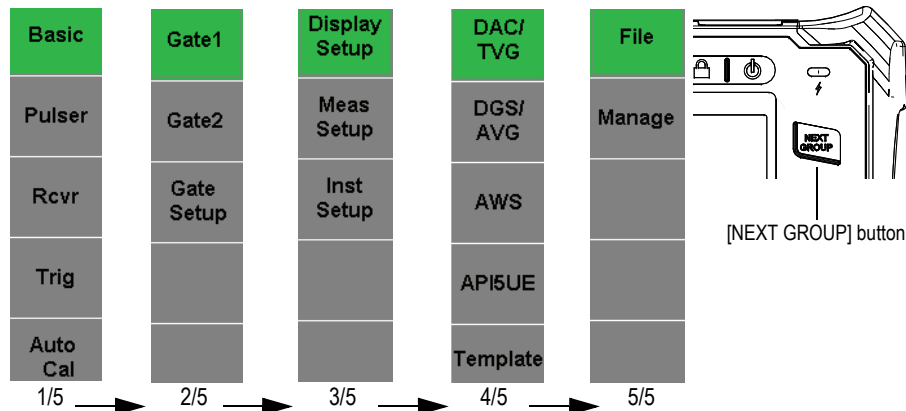 Basic
Pulser
Rcvr
Trig
Auto
Cal
1/5
Gate1
Gate2
Gate
Setup
2/5
Display
Setup
Meas
Setup
Inst
Setup
3/5
DAC/
TVG
DGS/
AVG
AWS
API5UE
Template
4/5
File
Manage
5/5
NEXT
GROUP
[NEXT GROUP] button